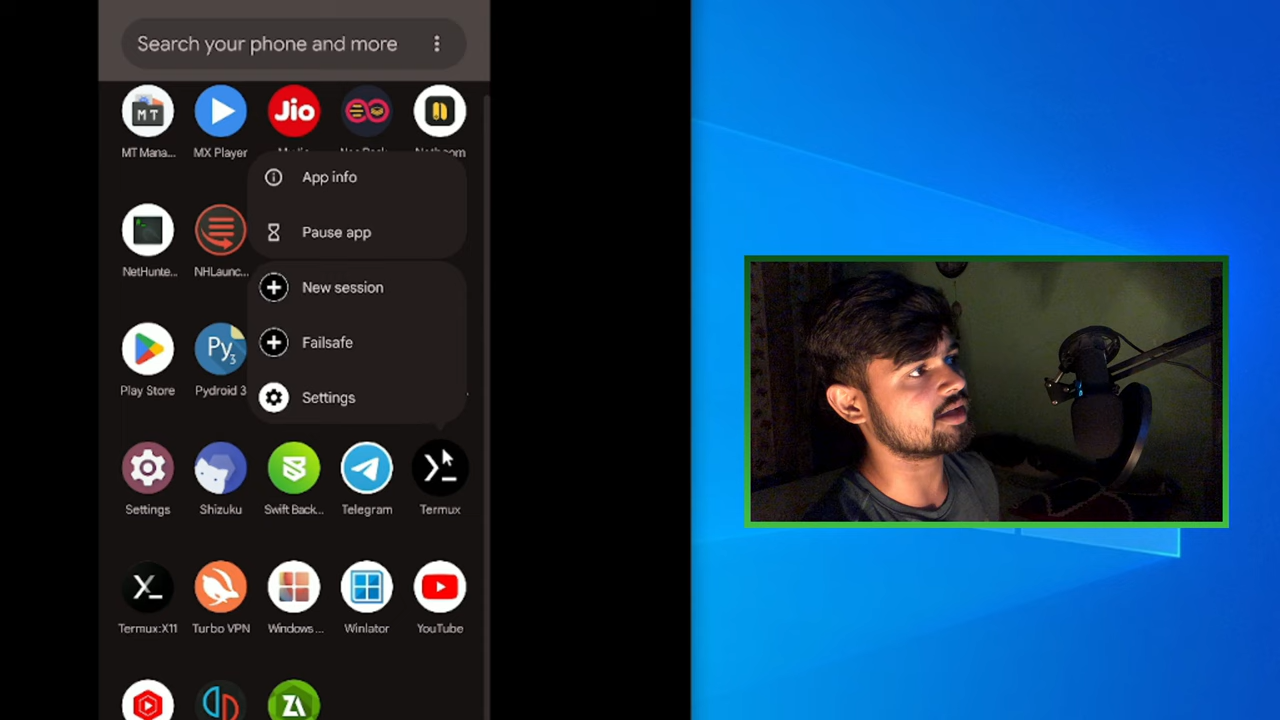 Search your phone and more
MT
Jio
MT Mana...
MX Player
App info
Pause app
New session
Failsafe
Settings
NetHunte...
NHLaunc...
Py3
Play Store
Pydroid 3
Settings
Shizuku
Swift Back...
Telegram
Termux
Termux:X11
Turbo VPN
Windows ...
Winlator
YouTube
ZA